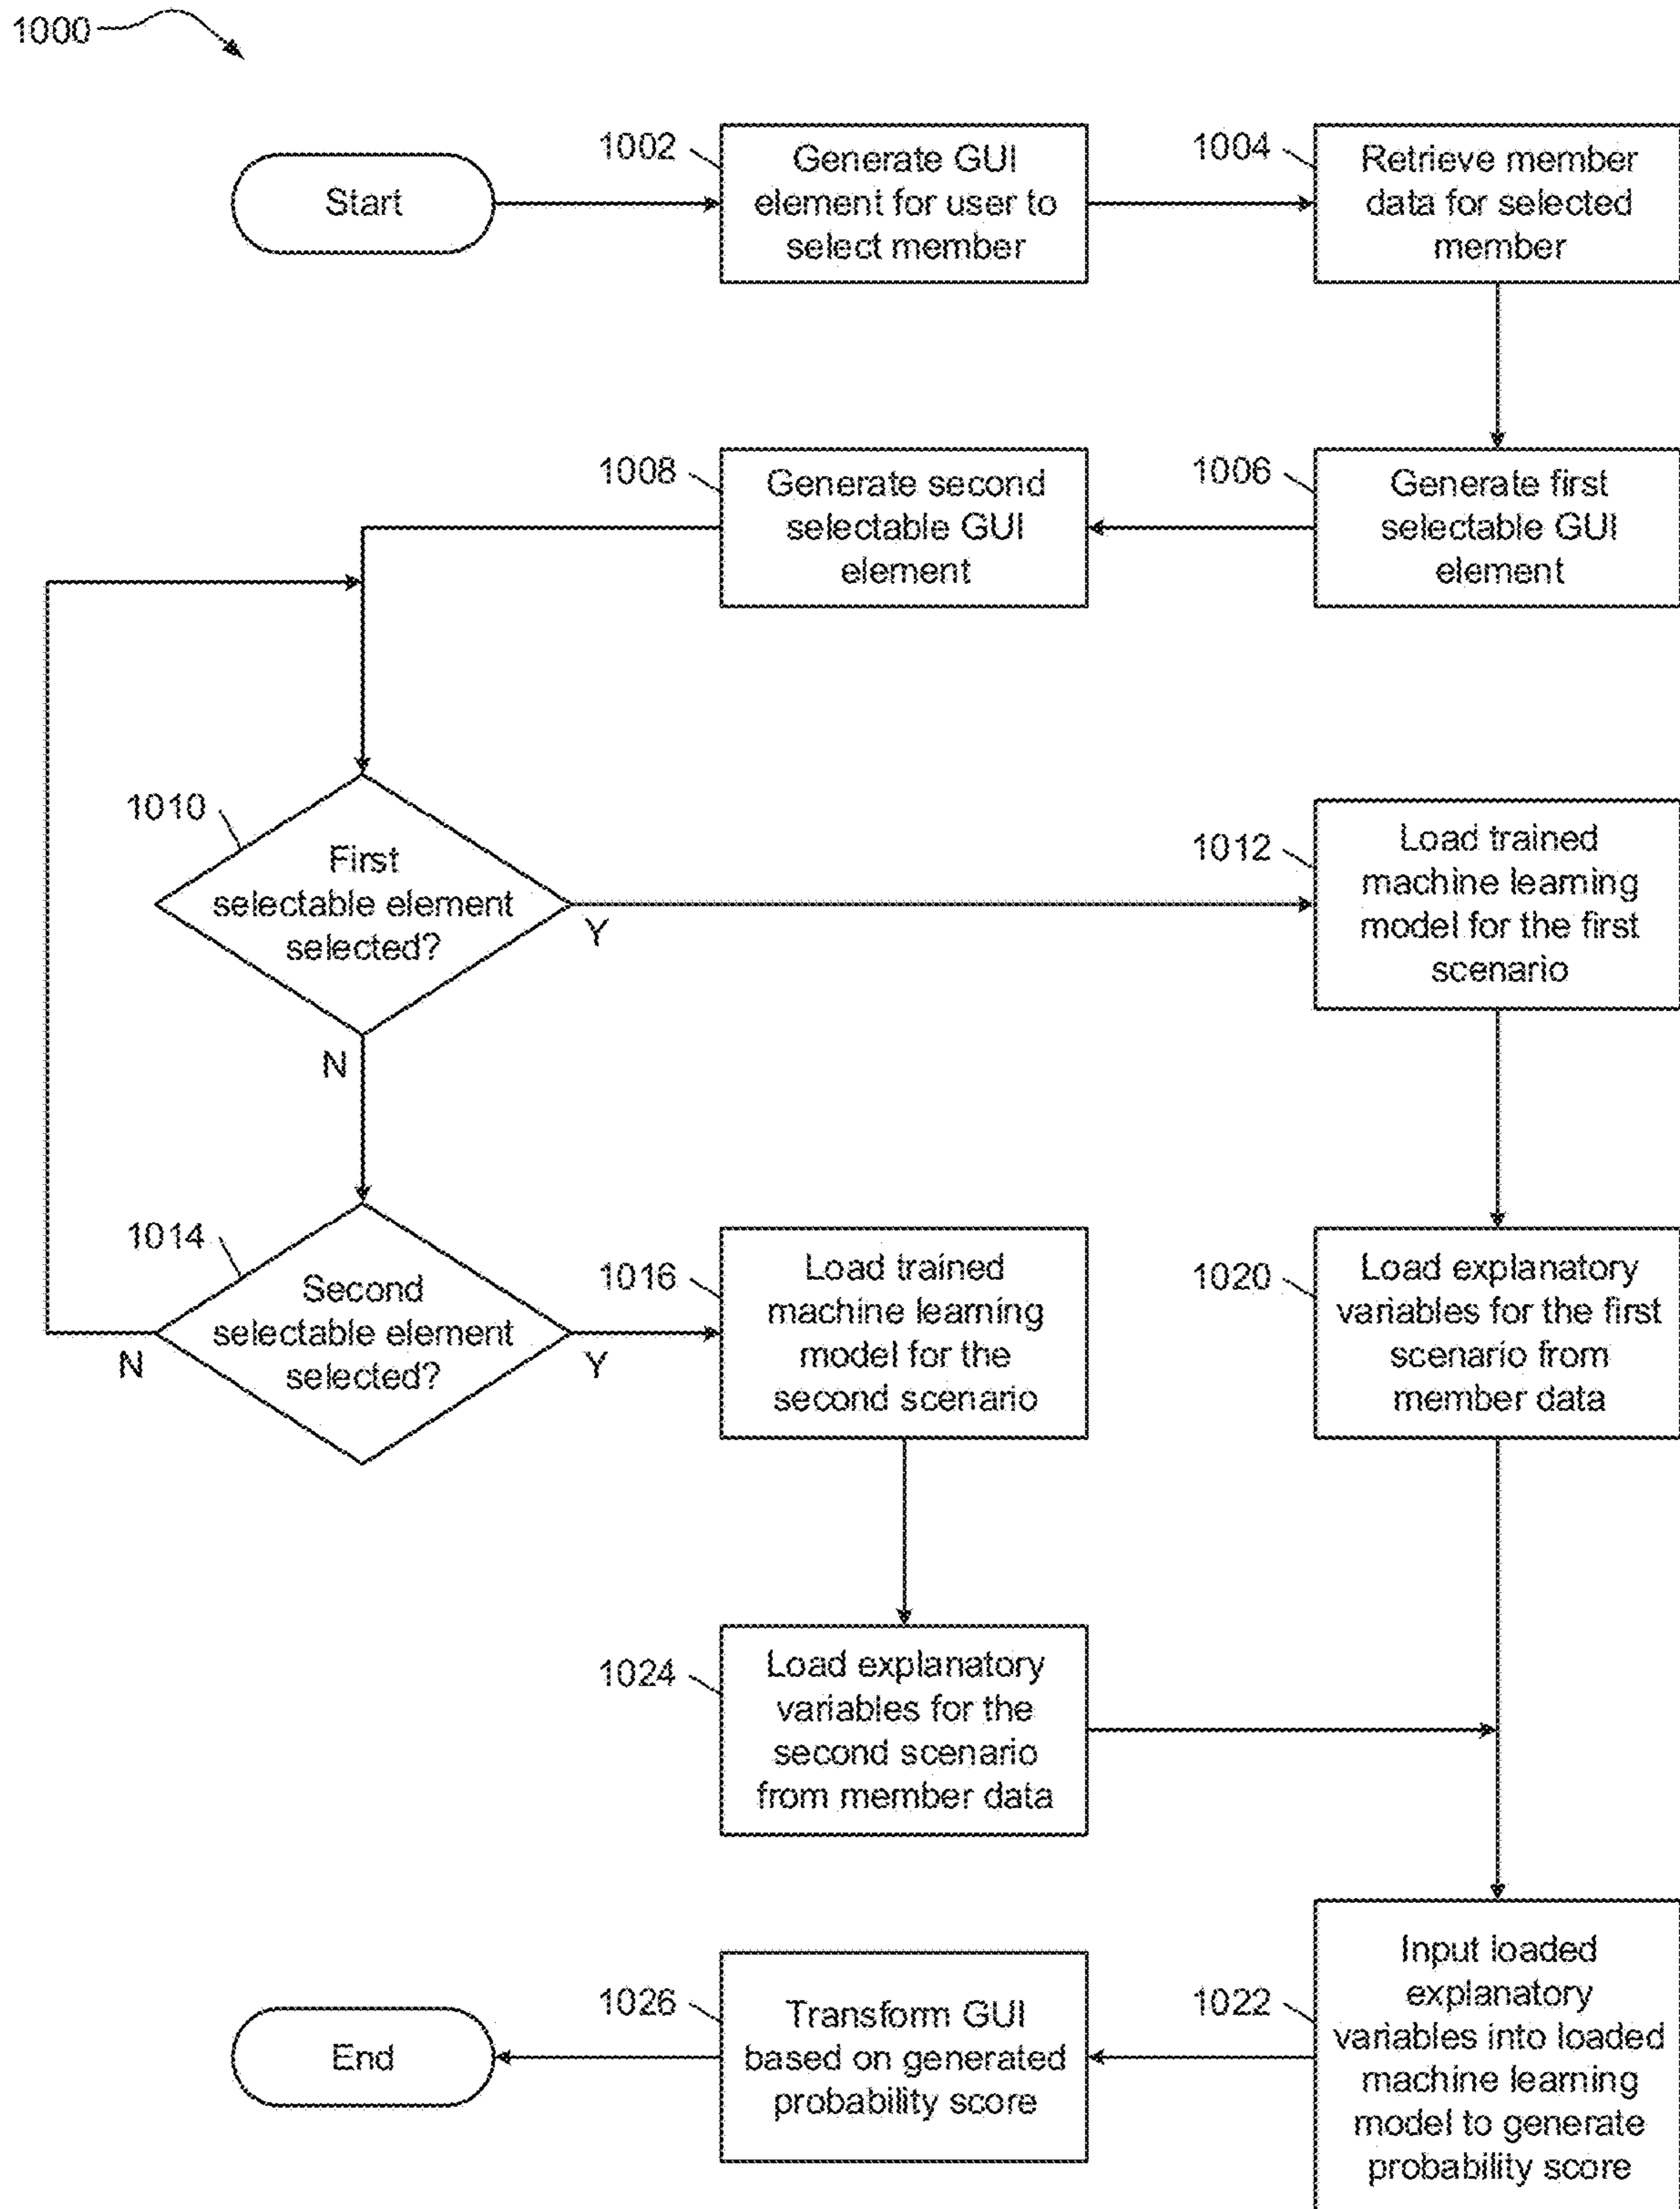 1000
Start
1002
Generate GUI
element for user to
select member
1004
Retrieve member
data for selected
member
1008
Generate second
selectable GUI
element
1006
Generate first
selectable GUI
element
1010
First
selectable element
selected?
Y
N
1012
Load trained
machine learning
model for the first
scenario
1014
Second
selectable element
selected?
N
Y
1016
Load trained
machine learning
model for the
second scenario
1020
Load explanatory
variables for the first
scenario from
member data
1024
Load explanatory
variables for the
second scenario
from member data
End
1026
Transform GUI
based on generated
probability score
1022
Input loaded
explanatory
variables into loaded
machine learning
model to generate
probability score